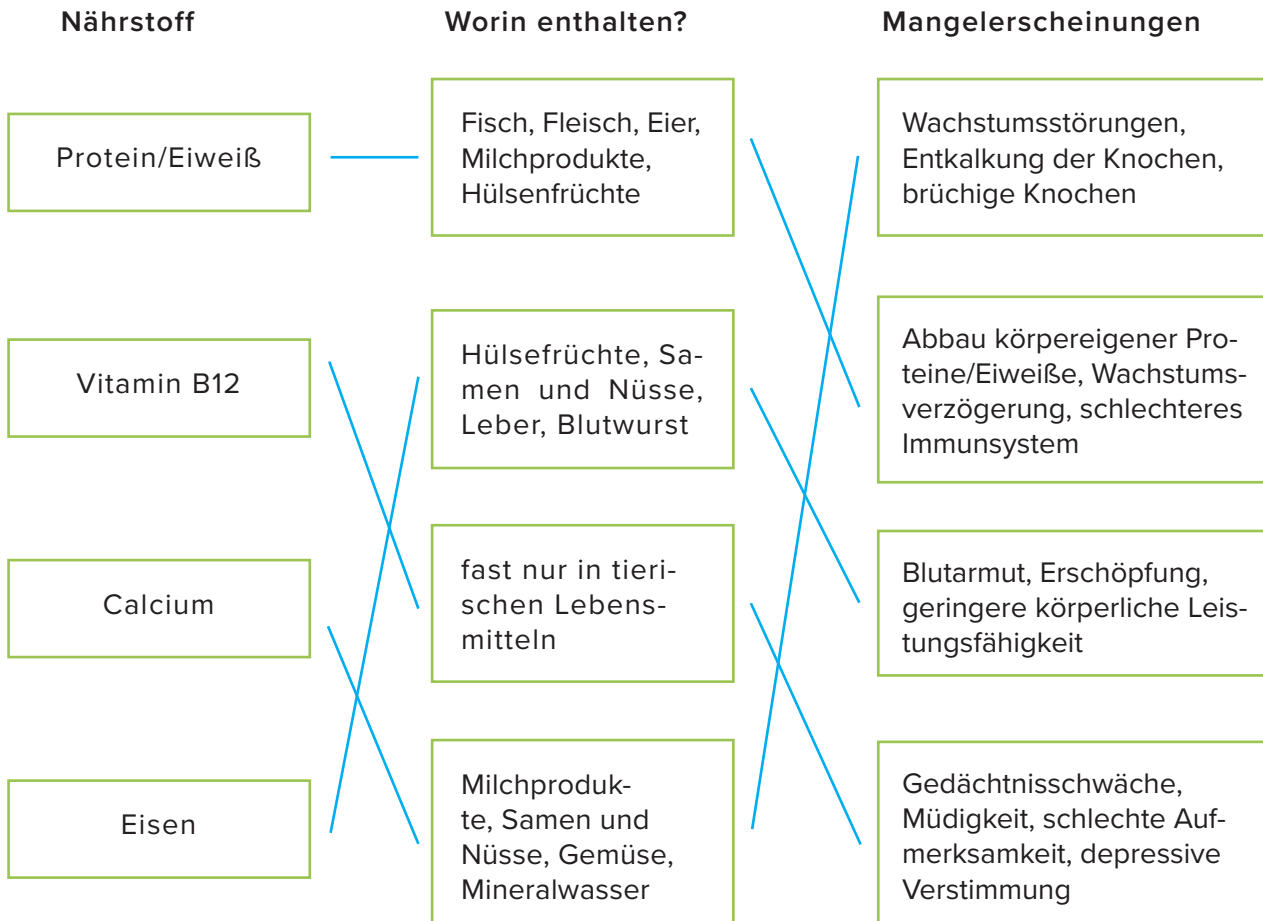 Nährstoff
Worin enthalten?
Mangelerscheinungen
Protein/Eiweiß
Fisch, Fleisch, Eier,
Milchprodukte,
Hülsenfrüchte
Wachstumsstörungen,
Entkalkung der Knochen,
brüchige Knochen
Vitamin B12
Hülsefrüchte, Sa-
men und Nüsse,
Leber, Blutwurst
Abbau körpereigener Pro-
teine/Eiweiße, Wachstums-
verzögerung, schlechteres
Immunsystem
Calcium
fast nur in tieri-
schen Lebens-
mitteln
Blutarmut, Erschöpfung,
geringere körperliche Leis-
tungsfähigkeit
Eisen
Milchproduk-
te, Samen und
Nüsse, Gemüse,
Mineralwasser
Gedächtnisschwäche,
Müdigkeit, schlechte Auf-
merksamkeit, depressive
Verstimmung